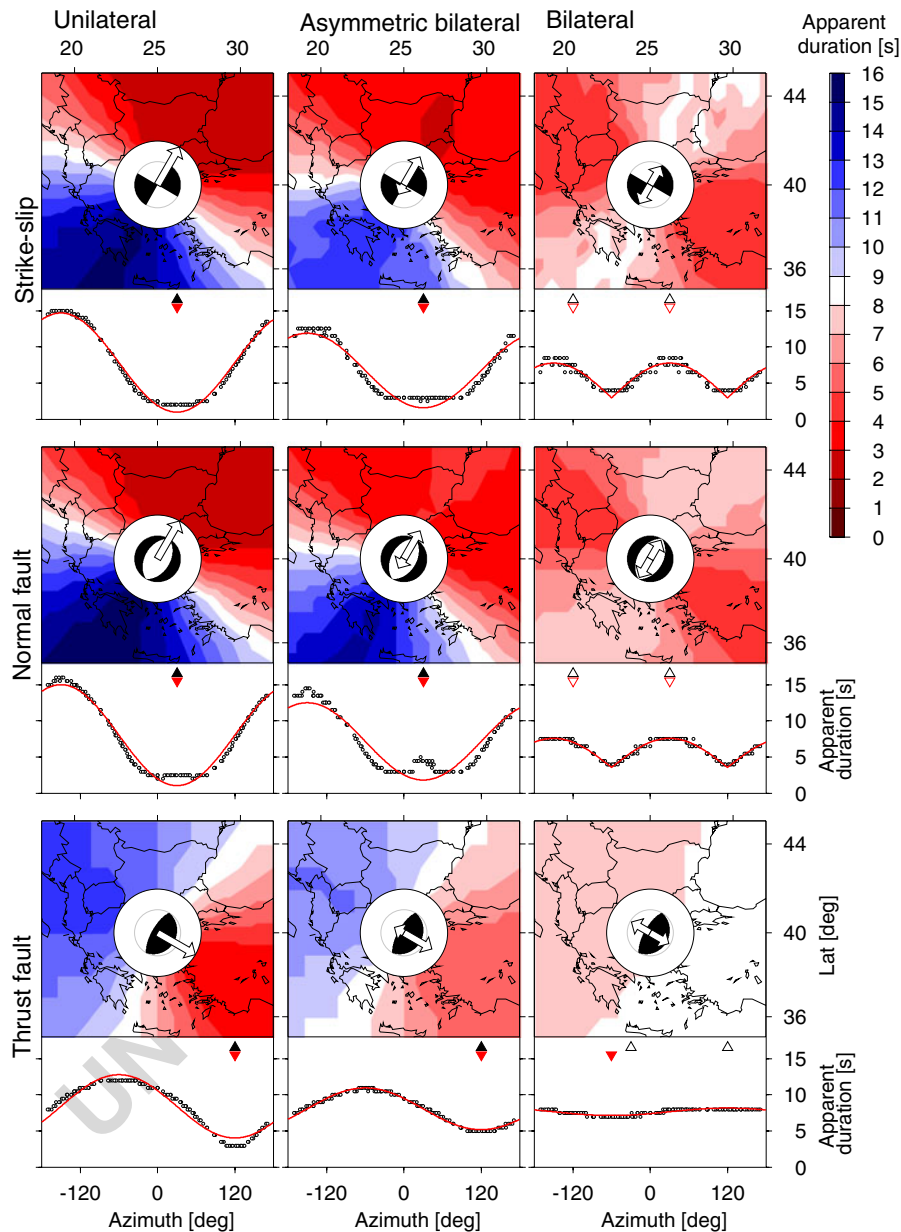 Unilateral
Asymmetric bilateral
Bilateral
Apparent
duration [s]
20 25 30
20 25 30
20 25 30
16
15
14
13
12
11
10
9
8
7
6
5
4
3
2
1
0
Strike-slip
44
40
36
15
10
5
0
Normal fault
44
40
36
15
10
5
0
Apparent
duration [s]
Thrust fault
44
40
36
Lat [deg]
15
10
5
0
Apparent
duration [s]
UN
-120 0 120
-120 0 120
-120 0 120
Azimuth [deg]
Azimuth [deg]
Azimuth [deg]